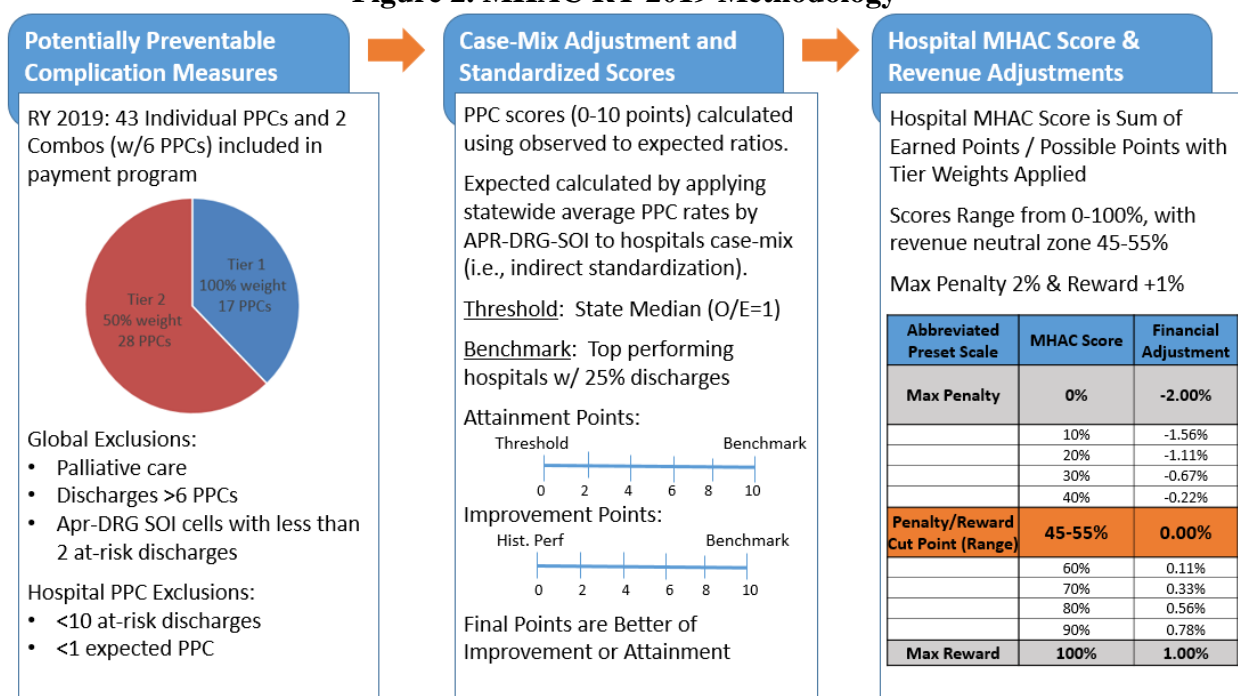 Figure 2. MHAC RY 2019 Methodology
Potentially Preventable
Complication Measures
RY 2019: 43 Individual PPCs and 2
Combos (w/6 PPCs) included in
payment program
Tier 1
100% weight
17 PPCs
Tier 2
50% weight
28 PPCs
Global Exclusions:
• Palliative care
• Discharges >6 PPCs
• Apr-DRG SOI cells with less than
2 at-risk discharges
Hospital PPC Exclusions:
• <10 at-risk discharges
• <1 expected PPC
Case-Mix Adjustment and
Standardized Scores
PPC scores (0-10 points) calculated
using observed to expected ratios.
Expected calculated by applying
statewide average PPC rates by
APR-DRG-SOI to hospitals case-mix
(i.e., indirect standardization).
Threshold: State Median (O/E=1)
Benchmark: Top performing
hospitals w/ 25% discharges
Attainment Points:
Threshold Benchmark
0 2 4 6 8 10
Improvement Points:
Hist. Perf Benchmark
0 2 4 6 8 10
Final Points are Better of
Improvement or Attainment
Hospital MHAC Score &
Revenue Adjustments
Hospital MHAC Score is Sum of
Earned Points / Possible Points with
Tier Weights Applied
Scores Range from 0-100%, with
revenue neutral zone 45-55%
Max Penalty 2% & Reward +1%
Abbreviated
Preset Scale
MHAC Score
Financial
Adjustment
Max Penalty 0% -2.00%
10% -1.56%
20% -1.11%
30% -0.67%
40% -0.22%
Penalty/Reward
Cut Point (Range)
45-55% 0.00%
60% 0.11%
70% 0.33%
80% 0.56%
90% 0.78%
Max Reward 100% 1.00%